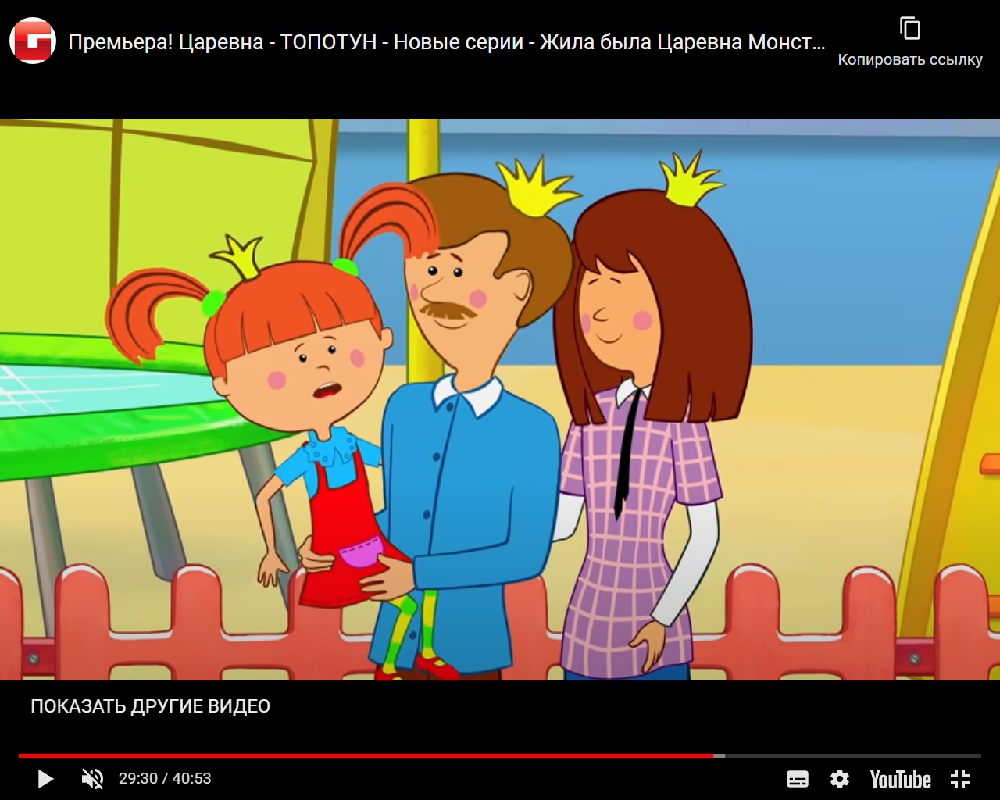 Премьера! Царевна - ТОПОТУН - Новые серии - Жила была Царевна Монст...
Копировать ссылку
ПОКАЗАТЬ ДРУГИЕ ВИДЕО
29:30 / 40:53
YouTube